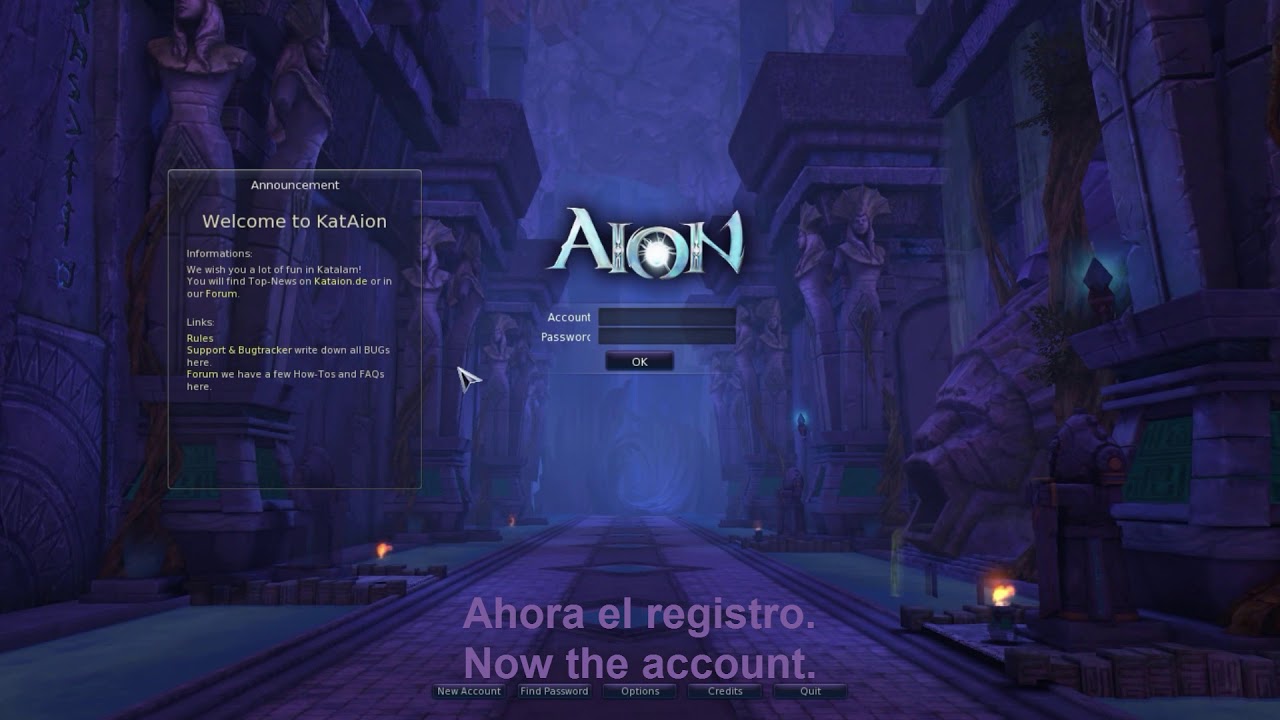 Announcement
Welcome to KatAion
Informations:
We wish you a lot of fun in Katalam!
You will find Top-News on Kataion.de or in
our Forum.
Links:
Rules
Support & Bugtracker write down all BUGs
here.
Forum we have a few How-Tos and FAQs
here.
AION
Account
Password
OK
Ahora el registro.
Now the account.
New Account
Find Password
Options
Credits
Quit